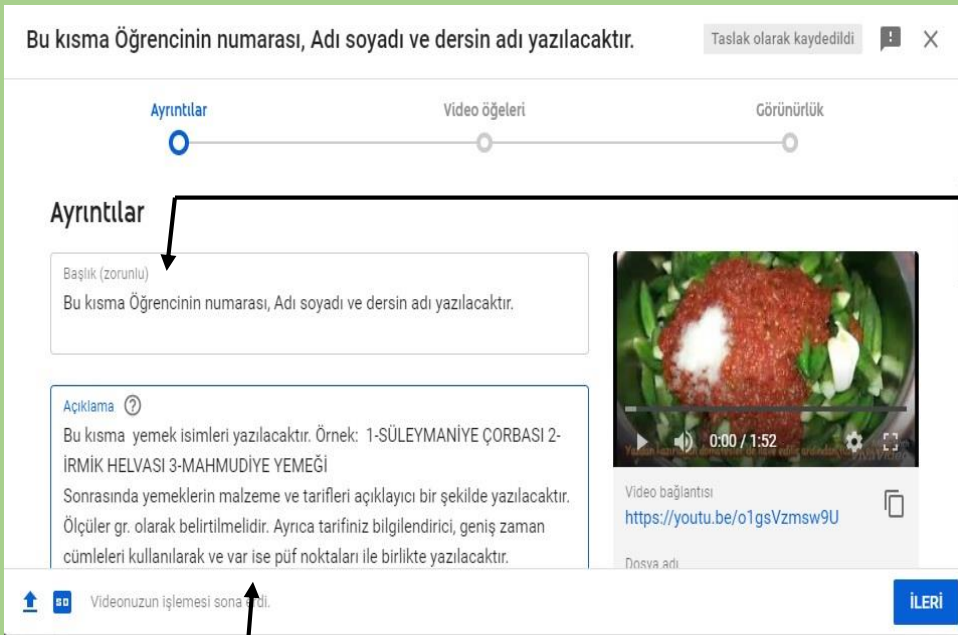 Bu kısma Öğrencinin numarası, Adı soyadı ve dersin adı yazılacaktır.
Taslak olarak kaydedildi
Ayrıntılar
Video öğeleri
Görünürlük
Ayrıntılar
Başlık (zorunlu)
Bu kısma Öğrencinin numarası, Adı soyadı ve dersin adı yazılacaktır.
Açıklama
Bu kısma yemek isimleri yazılacaktır. Örnek: 1-SÜLEYMANİYE ÇORBASI 2-
İRMİK HELVASI 3-MAHMUDİYE YEMEĞİ
Sonrasında yemeklerin malzeme ve tarifleri açıklayıcı bir şekilde yazılacaktır.
Ölçüler gr. olarak belirtilmelidir. Ayrıca tarifiniz bilgilendirici, geniş zaman
cümleleri kullanılarak ve var ise püf noktaları ile birlikte yazılacaktır.
0:00 / 1:52
Video bağlantısı
https://youtu.be/o1gsVzmsw9U
Dosya adı
SD
Videonuzun işlemesi sona erdi.
İLERİ